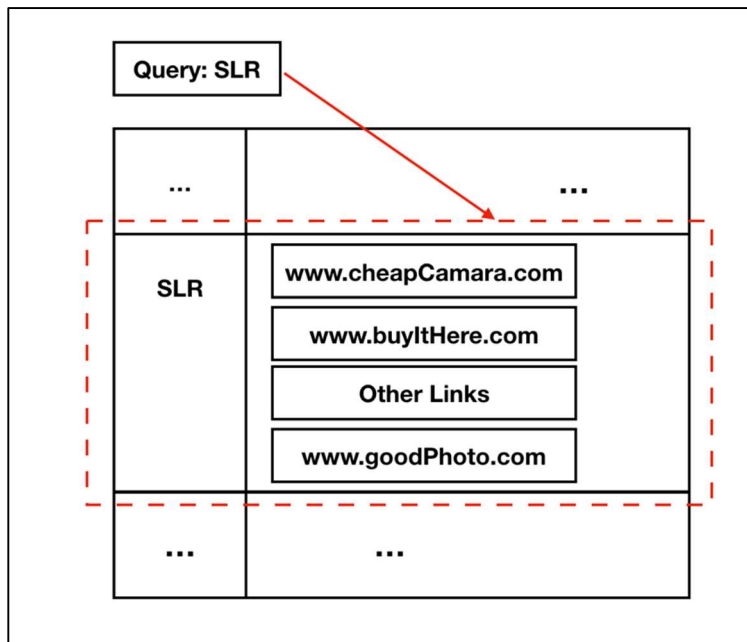 Query: SLR
... ...
SLR
www.cheapCamara.com
www.buyItHere.com
Other Links
www.goodPhoto.com
... ...